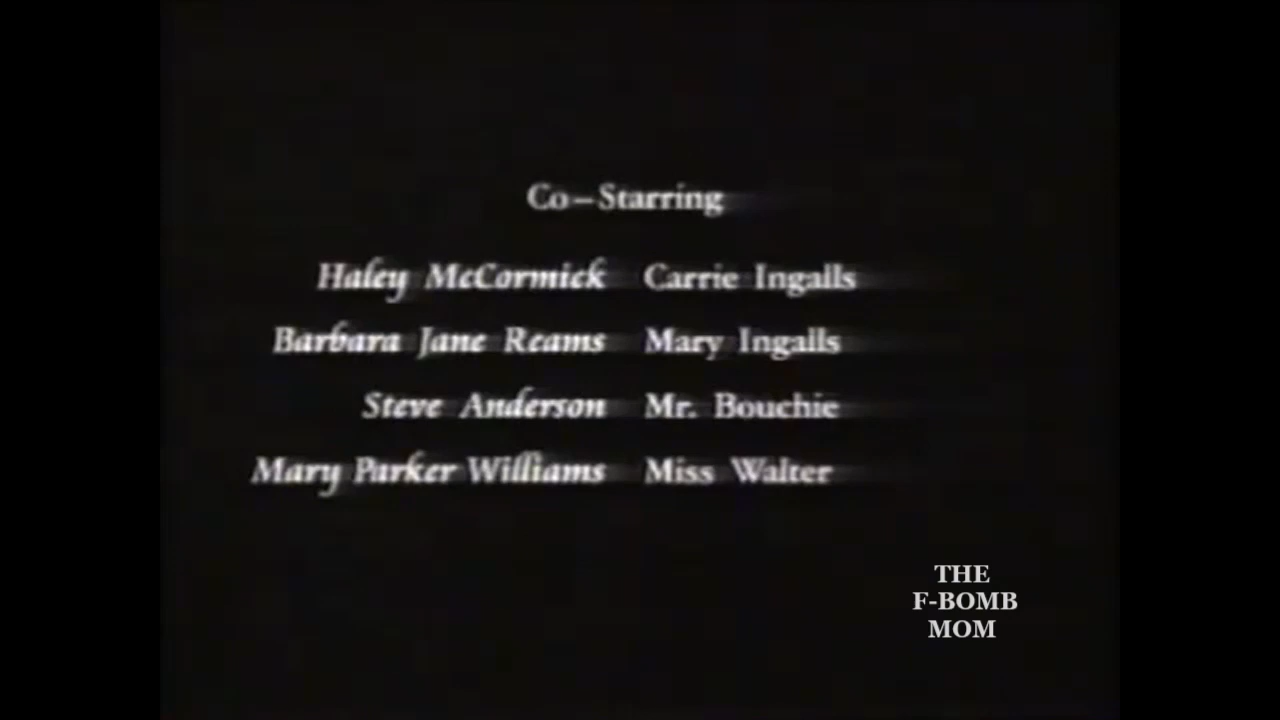 Co-Starring
Haley McCormick Carrie Ingalls
Barbara Jane Reams Mary Ingalls
Steve Anderson Mr. Bouchie
Mary Parker Williams Miss Walter
THE
F-BOMB
MOM